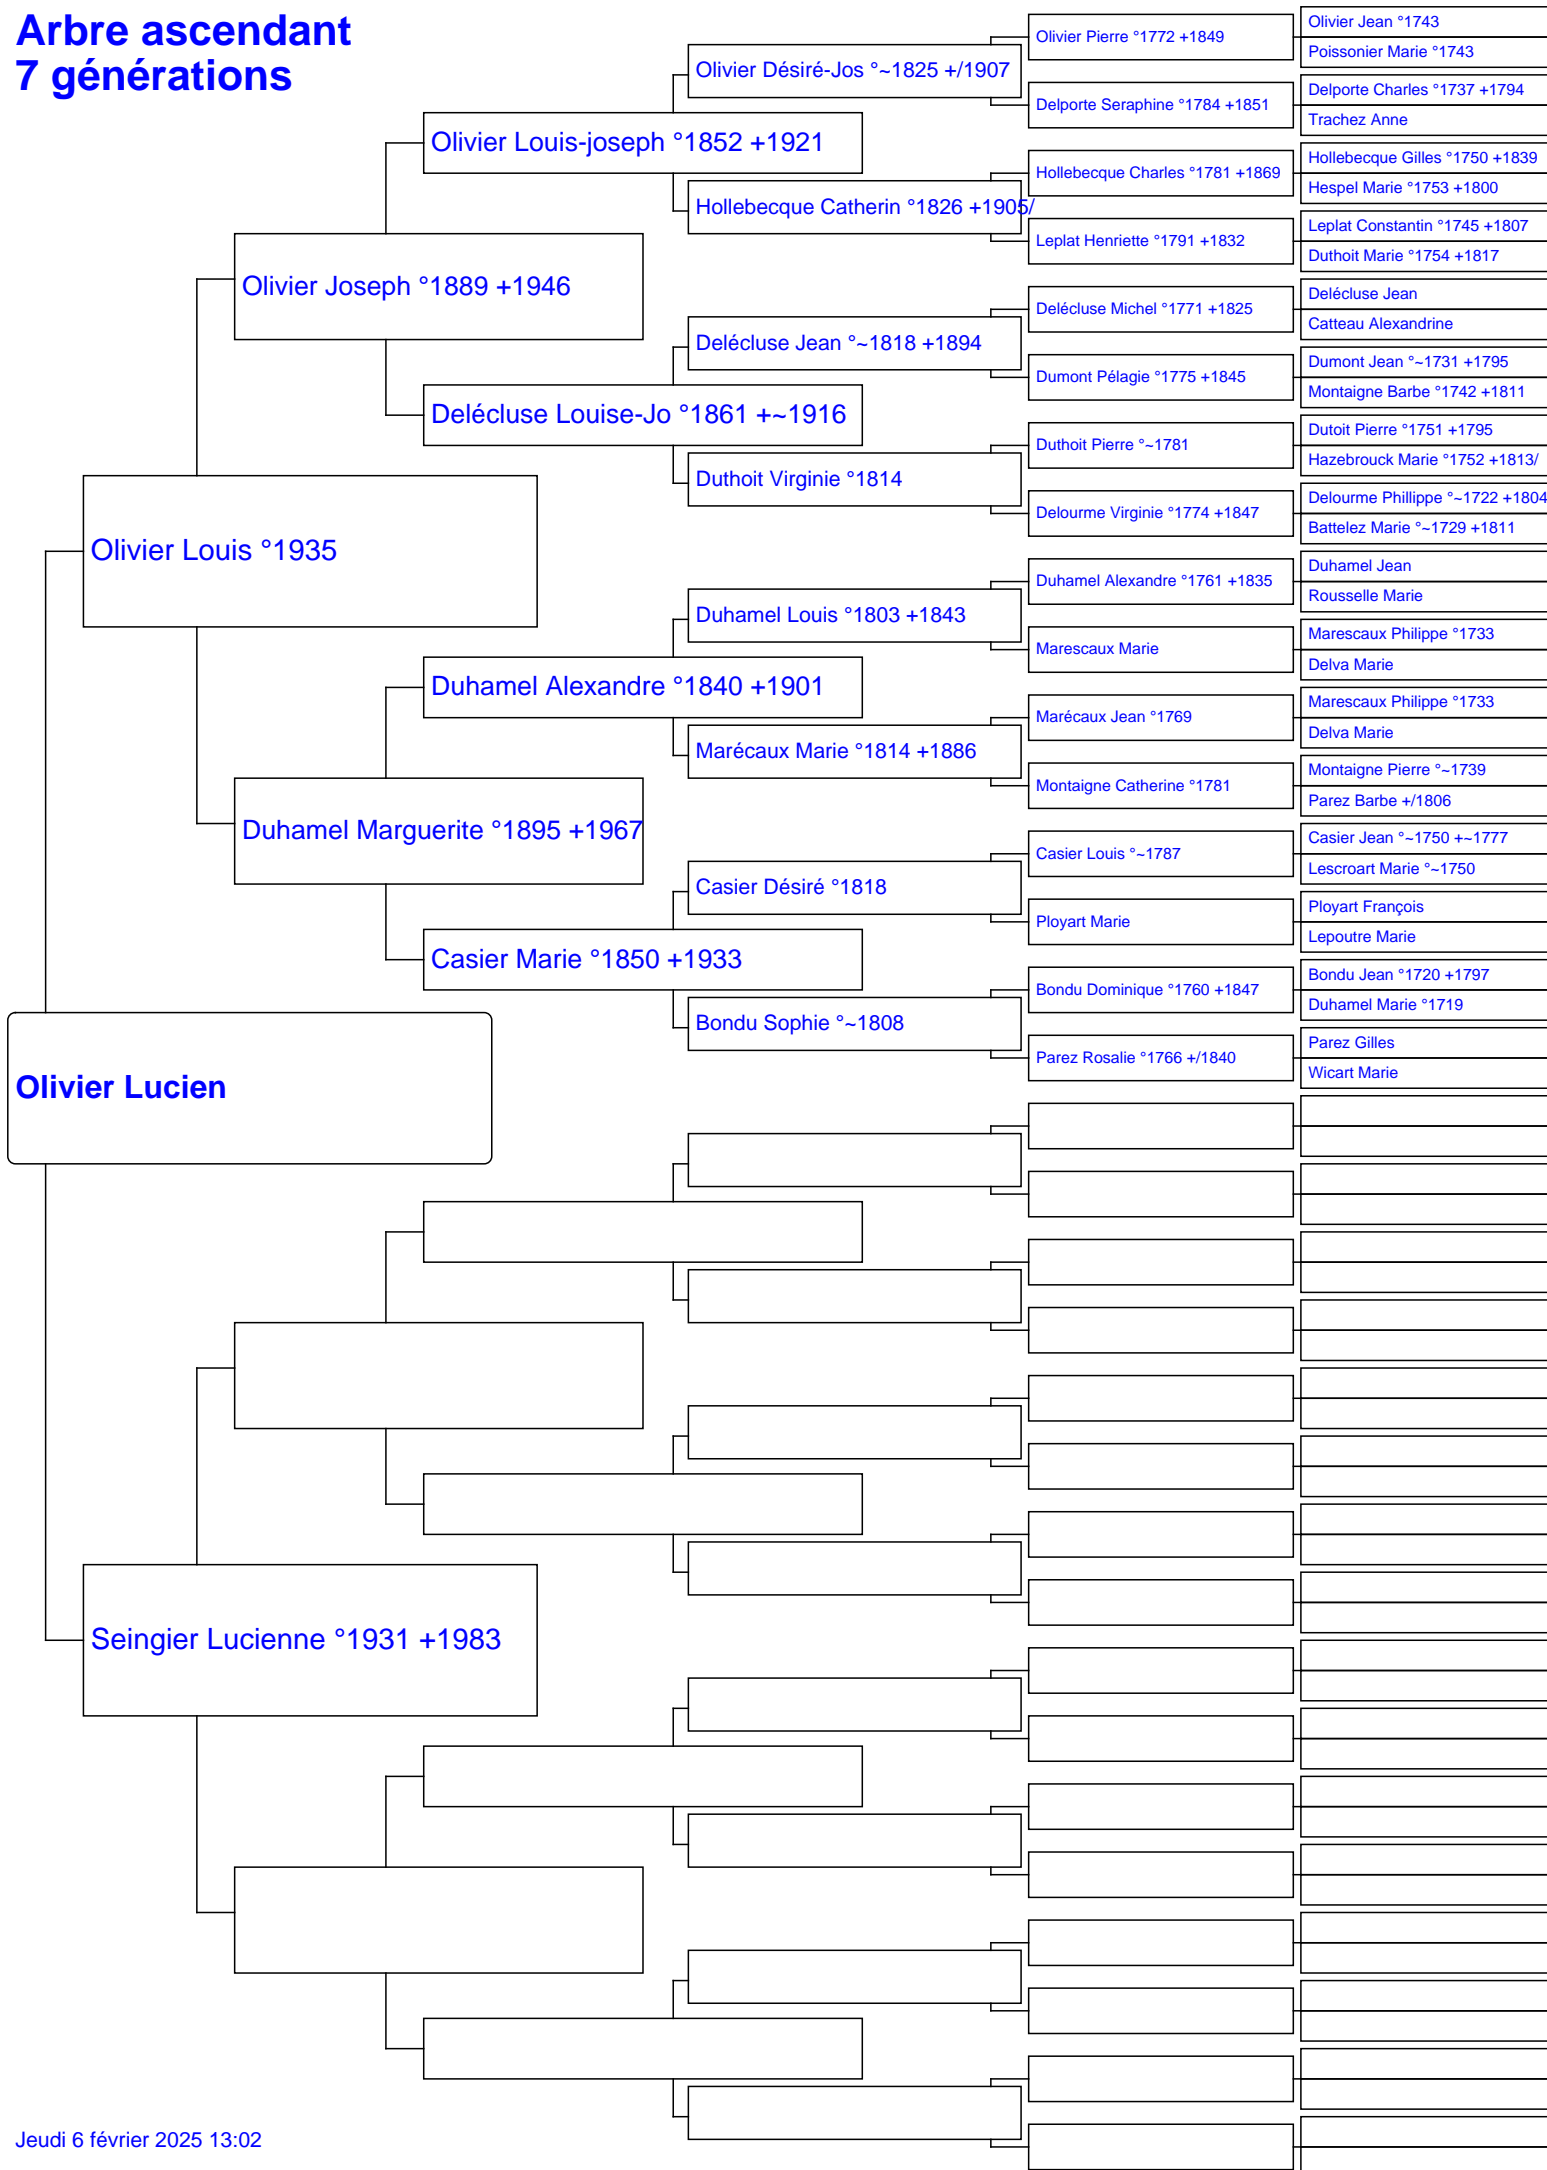 Arbre ascendant
7 générations
Olivier Lucien
Olivier Louis °1935
Seingier Lucienne °1931 +1983
Olivier Joseph °1889 +1946
Duhamel Marguerite °1895 +1967
Olivier Louis-joseph °1852 +1921
Delécluse Louise-Jo °1861 +~1916
Duhamel Alexandre °1840 +1901
Casier Marie °1850 +1933
Olivier Désiré-Jos °~1825 +/1907
Hollebecque Catherin °1826 +1905/
Delécluse Jean °~1818 +1894
Duthoit Virginie °1814
Duhamel Louis °1803 +1843
Marécaux Marie °1814 +1886
Casier Désiré °1818
Bondu Sophie °~1808
Olivier Pierre °1772 +1849
Delporte Seraphine °1784 +1851
Hollebecque Charles °1781 +1869
Leplat Henriette °1791 +1832
Delécluse Michel °1771 +1825
Dumont Pélagie °1775 +1845
Duthoit Pierre °~1781
Delourme Virginie °1774 +1847
Duhamel Alexandre °1761 +1835
Marescaux Marie
Marécaux Jean °1769
Montaigne Catherine °1781
Casier Louis °~1787
Ployart Marie
Bondu Dominique °1760 +1847
Parez Rosalie °1766 +/1840
Olivier Jean °1743
Poissonier Marie °1743
Delporte Charles °1737 +1794
Trachez Anne
Hollebecque Gilles °1750 +1839
Hespel Marie °1753 +1800
Leplat Constantin °1745 +1807
Duthoit Marie °1754 +1817
Delécluse Jean
Catteau Alexandrine
Dumont Jean °~1731 +1795
Montaigne Barbe °1742 +1811
Dutoit Pierre °1751 +1795
Hazebrouck Marie °1752 +1813/
Delourme Phillippe °~1722 +1804
Battelez Marie °~1729 +1811
Duhamel Jean
Rousselle Marie
Marescaux Philippe °1733
Delva Marie
Marescaux Philippe °1733
Delva Marie
Montaigne Pierre °~1739
Parez Barbe +/1806
Casier Jean °~1750 +~1777
Lescroart Marie °~1750
Ployart François
Lepoutre Marie
Bondu Jean °1720 +1797
Duhamel Marie °1719
Parez Gilles
Wicart Marie
Jeudi 6 février 2025 13:02